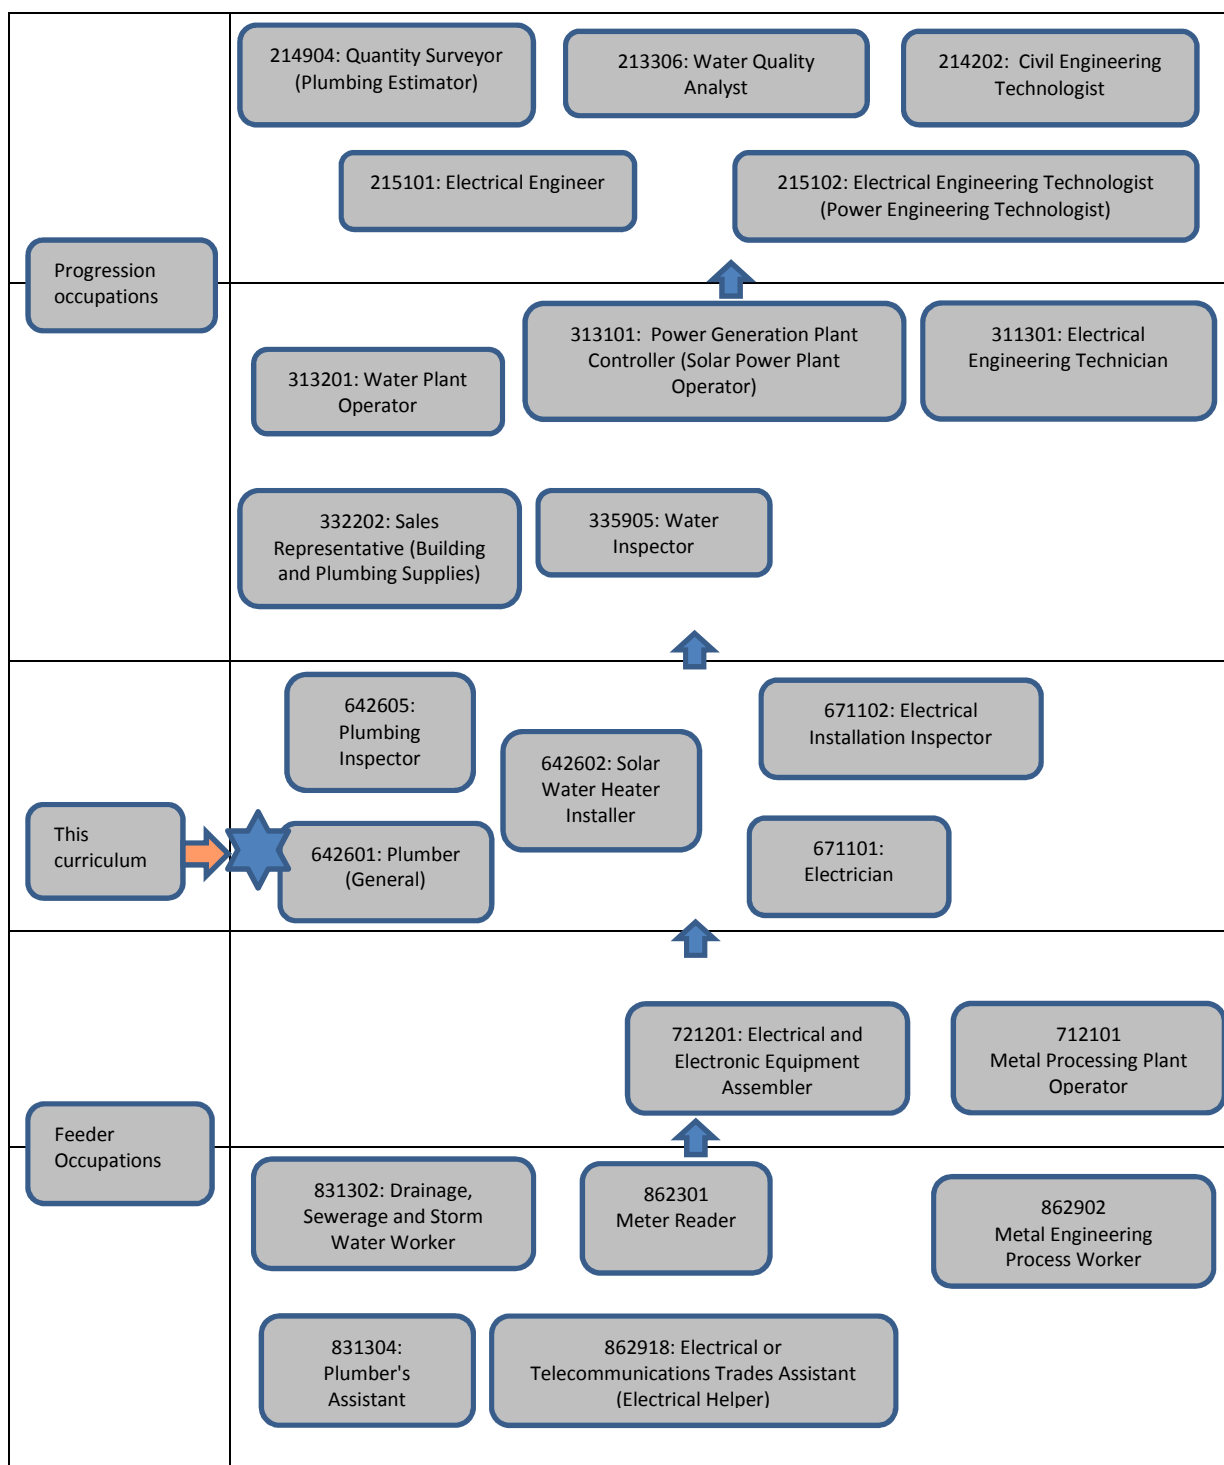 214904: Quantity Surveyor
(Plumbing Estimator)
213306: Water Quality
Analyst
214202:  Civil Engineering
Technologist
215101: Electrical Engineer
215102: Electrical Engineering Technologist
(Power Engineering Technologist)
Progression
occupations
313101:  Power Generation Plant
Controller (Solar Power Plant
Operator)
311301: Electrical
Engineering Technician
313201: Water Plant
Operator
332202: Sales
Representative (Building
and Plumbing Supplies)
335905: Water
Inspector
642605:
Plumbing
Inspector
671102: Electrical
Installation Inspector
642602: Solar
Water Heater
Installer
This
curriculum
642601: Plumber
(General)
671101:
Electrician
721201: Electrical and
Electronic Equipment
Assembler
712101
Metal Processing Plant
Operator
Feeder
Occupations
831302: Drainage,
Sewerage and Storm
Water Worker
862301
Meter Reader
862902
Metal Engineering
Process Worker
831304:
Plumber's
Assistant
862918: Electrical or
Telecommunications Trades Assistant
(Electrical Helper)